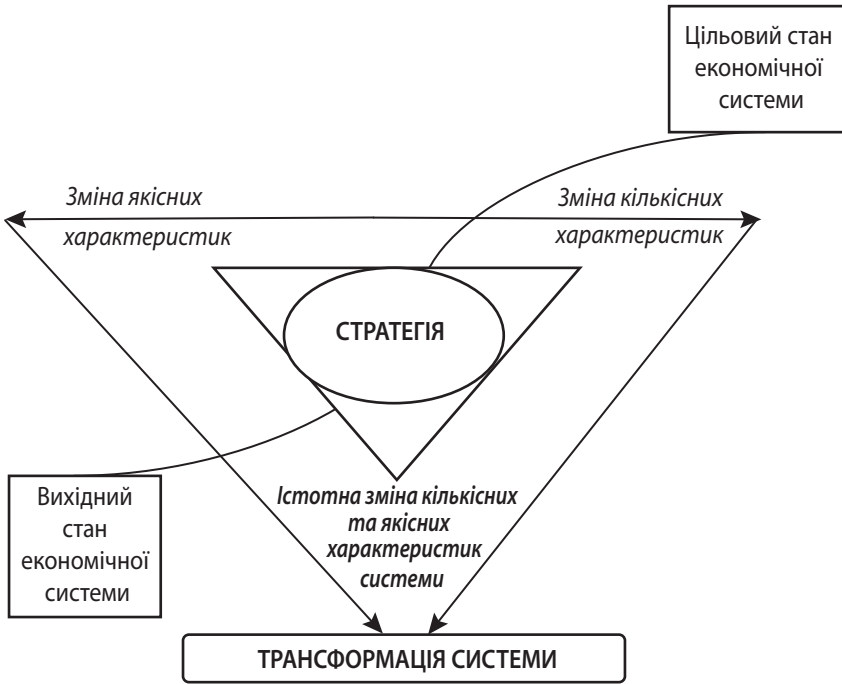 Цільовий стан
економічної
системи
Зміна якісних
характеристик
Зміна кількісних
характеристик
СТРАТЕГІЯ
Вихідний
стан
економічної
системи
Істотна зміна кількісних
та якісних
характеристик
системи
ТРАНСФОРМАЦІЯ СИСТЕМИ